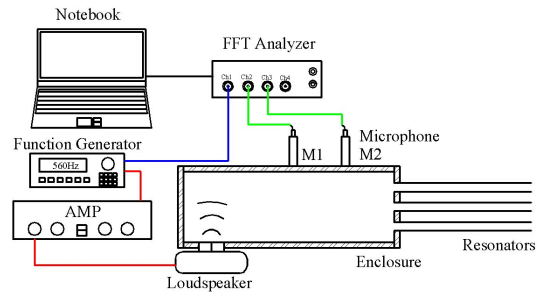 Notebook
FFT Analyzer
Ch1 Ch2 Ch3 Ch4
Function Generator
560Hz
Microphone
M1 M2
AMP
Resonators
Enclosure
Loudspeaker